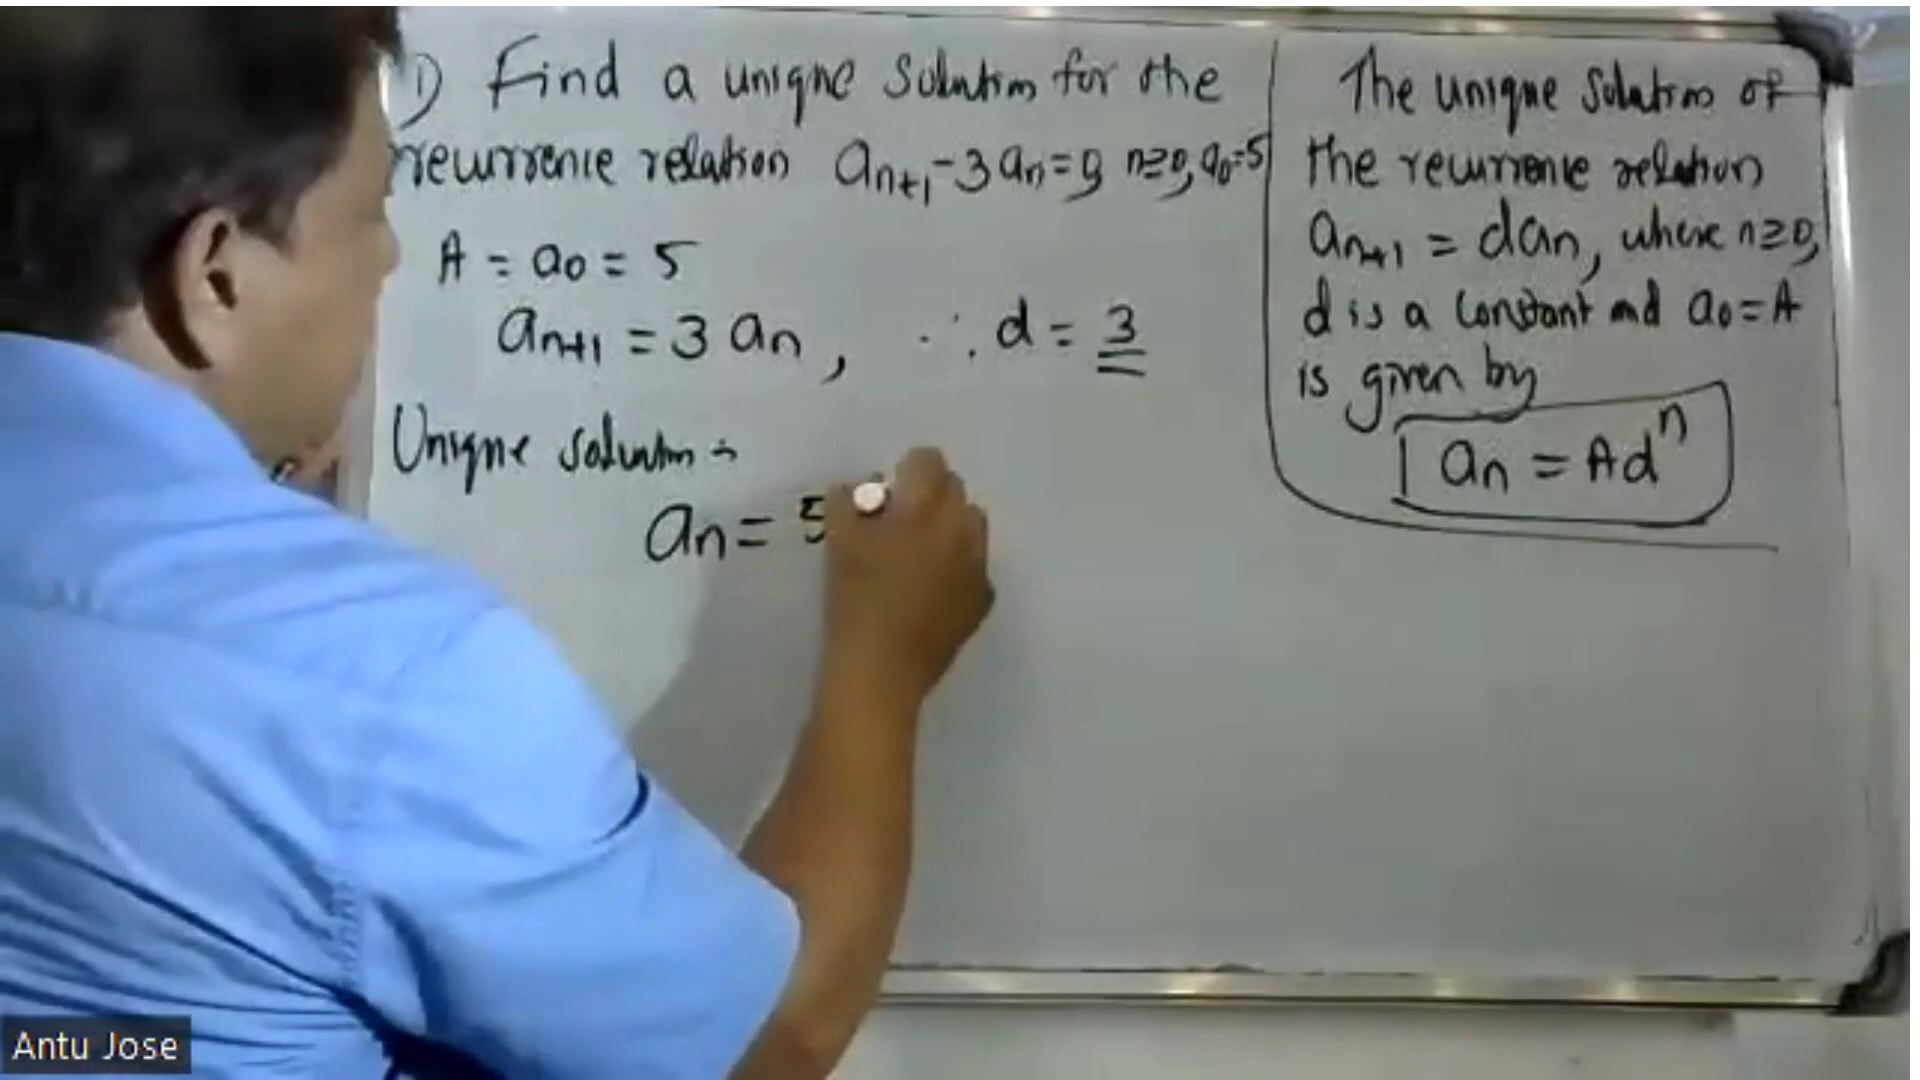 1) Find a unique solution for the
recurrence relation aₙ₊₁ - 3aₙ = 0 n≥0, a₀=5
A = a₀ = 5
aₙ₊₁ = 3 aₙ, ∴ d = 3
Unique solution:-
aₙ = 5
The unique solution of
the recurrence relation
aₙ₊₁ = daₙ, where n≥0,
d is a constant and a₀ = A
is given by
aₙ = Adⁿ
Antu Jose